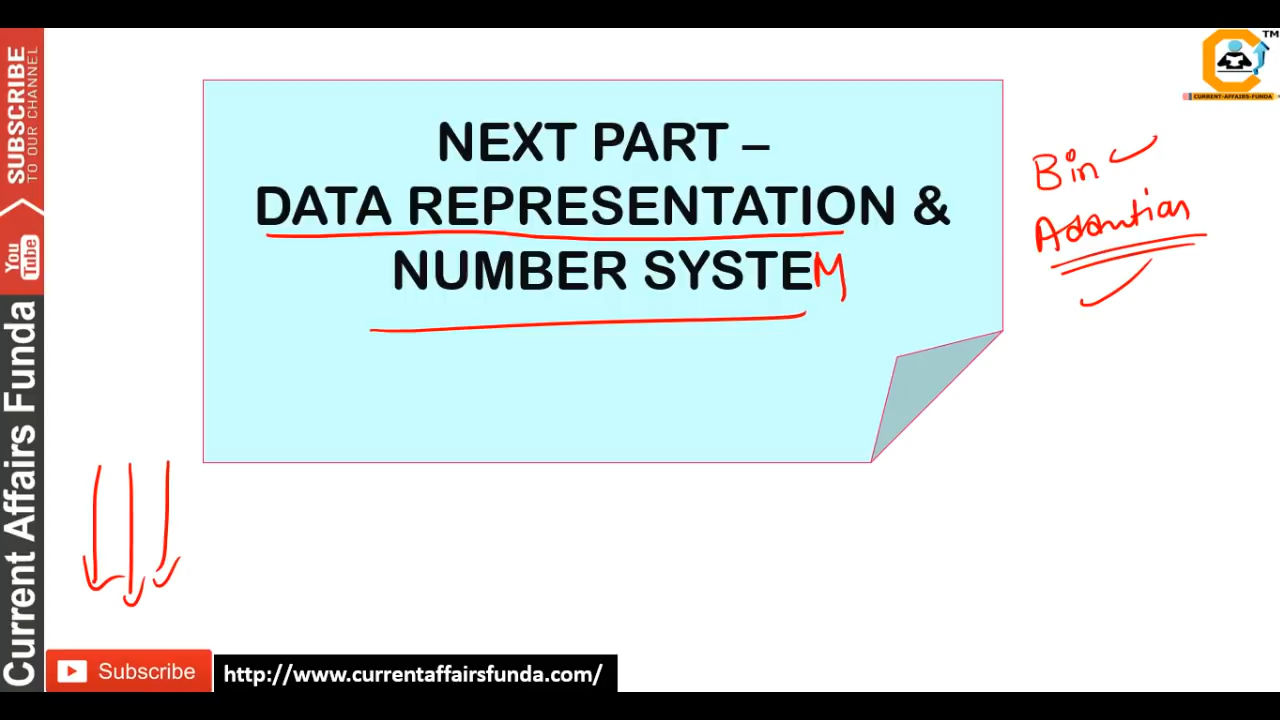 SUBSCRIBE
TO OUR CHANNEL
You
Tube
Current Affairs Funda
TM
CURRENT-AFFAIRS-FUNDA
NEXT PART –
DATA REPRESENTATION &
NUMBER SYSTEM
Bin
Subscribe
http://www.currentaffairsfunda.com/